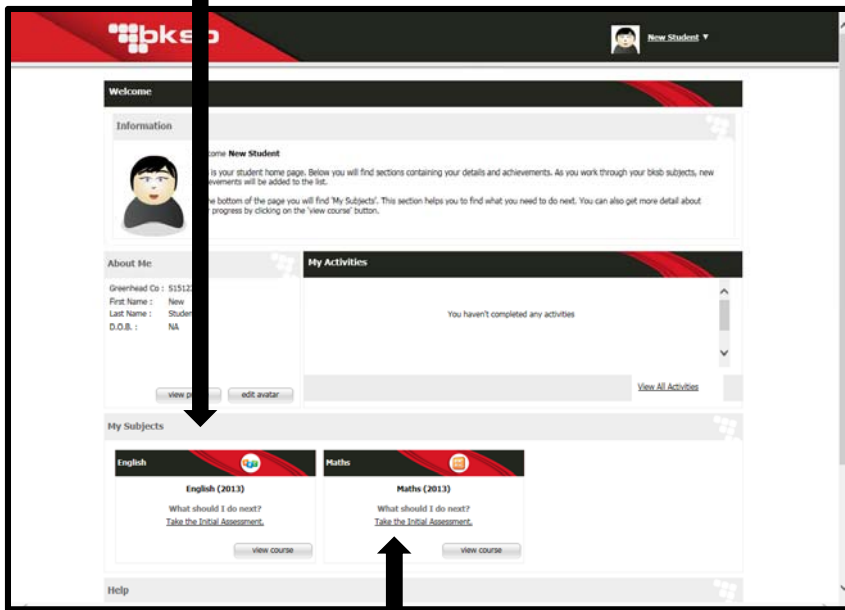 bksb
New Student ▼
Welcome
Information
New Student
is your student home page. Below you will find sections containing your details and achievements. As you work through your bksb subjects, new
will be added to the list.
bottom of the page you will find 'My Subjects'. This section helps you to find what you need to do next. You can also get more detail about
progress by clicking on the 'view course' button.
About Me
Greenhead Co :
First Name : New
Last Name :
D.O.B. : NA
view
edit avatar
My Activities
You haven't completed any activities
View All Activities
My Subjects
English
English (2013)
What should I do next?
Take the Initial Assessment.
view course
Maths
Maths (2013)
What should I do next?
Take the Initial Assessment.
view course
Help